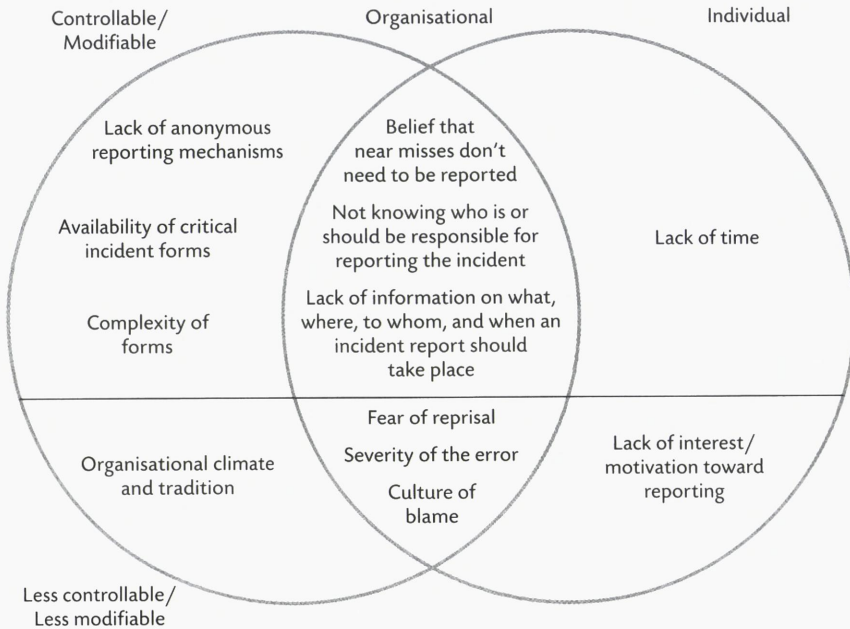 Controllable/
Modifiable
Organisational
Individual
Lack of anonymous
reporting mechanisms
Availability of critical
incident forms
Complexity of
forms
Belief that
near misses don't
need to be reported
Not knowing who is or
should be responsible for
reporting the incident
Lack of information on what,
where, to whom, and when an
incident report should
take place
Lack of time
Organisational climate
and tradition
Fear of reprisal
Severity of the error
Culture of
blame
Lack of interest/
motivation toward
reporting
Less controllable/
Less modifiable